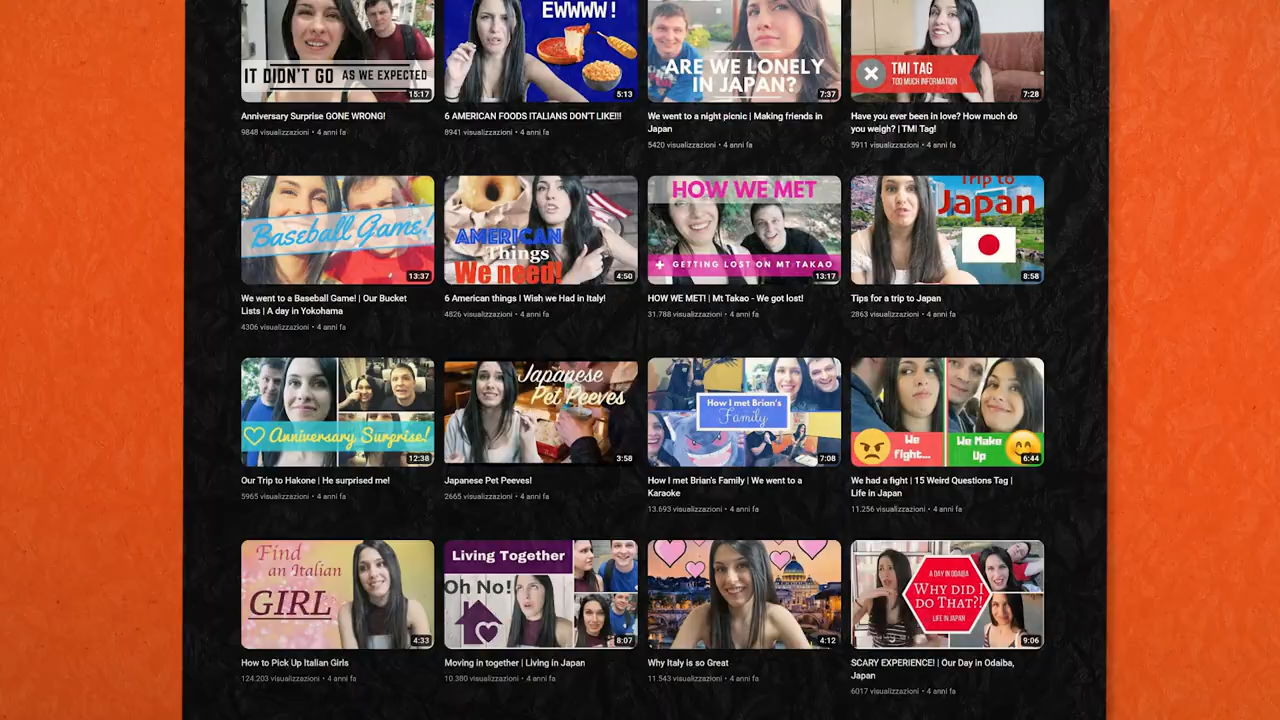 IT DIDN'T GO AS WE EXPECTED
15:17
Anniversary Surprise GONE WRONG!
9848 visualizzazioni • 4 anni fa
EWWWW!
5:13
6 AMERICAN FOODS ITALIANS DON'T LIKE!!!
8941 visualizzazioni • 4 anni fa
ARE WE LONELY
IN JAPAN?
7:37
We went to a night picnic | Making friends in
Japan
5420 visualizzazioni • 4 anni fa
TMI TAG
TOO MUCH INFORMATION
7:28
Have you ever been in love? How much do
you weigh? | TMI Tag!
5911 visualizzazioni • 4 anni fa
Baseball Game!
13:37
We went to a Baseball Game! | Our Bucket
Lists | A day in Yokohama
4306 visualizzazioni • 4 anni fa
AMERICAN
Things
We need!
4:50
6 American things I Wish we Had in Italy!
4826 visualizzazioni • 4 anni fa
HOW WE MET
+ GETTING LOST ON MT TAKAO
13:17
HOW WE MET! | Mt Takao - We got lost!
31.788 visualizzazioni • 4 anni fa
Trip to
Japan
8:58
Tips for a trip to Japan
2863 visualizzazioni • 4 anni fa
Anniversary Surprise!
12:38
Our Trip to Hakone | He surprised me!
5965 visualizzazioni • 4 anni fa
Japanese
Pet Peeves
3:58
Japanese Pet Peeves!
2665 visualizzazioni • 4 anni fa
How I met Brian's
Family
7:08
How I met Brian's Family | We went to a
Karaoke
13.693 visualizzazioni • 4 anni fa
We
fight...
We Make
Up
6:44
We had a fight | 15 Weird Questions Tag |
Life in Japan
11.256 visualizzazioni • 4 anni fa
Find
an Italian
GIRL
4:33
How to Pick Up Italian Girls
124.203 visualizzazioni • 4 anni fa
Living Together
Oh No!
8:07
Moving in together | Living in Japan
10.380 visualizzazioni • 4 anni fa
4:12
Why Italy is so Great
11.543 visualizzazioni • 4 anni fa
A DAY IN ODAIBA
WHY DID I
DO THAT?!
LIFE IN JAPAN
9:06
SCARY EXPERIENCE! | Our Day in Odaiba,
Japan
6017 visualizzazioni • 4 anni fa